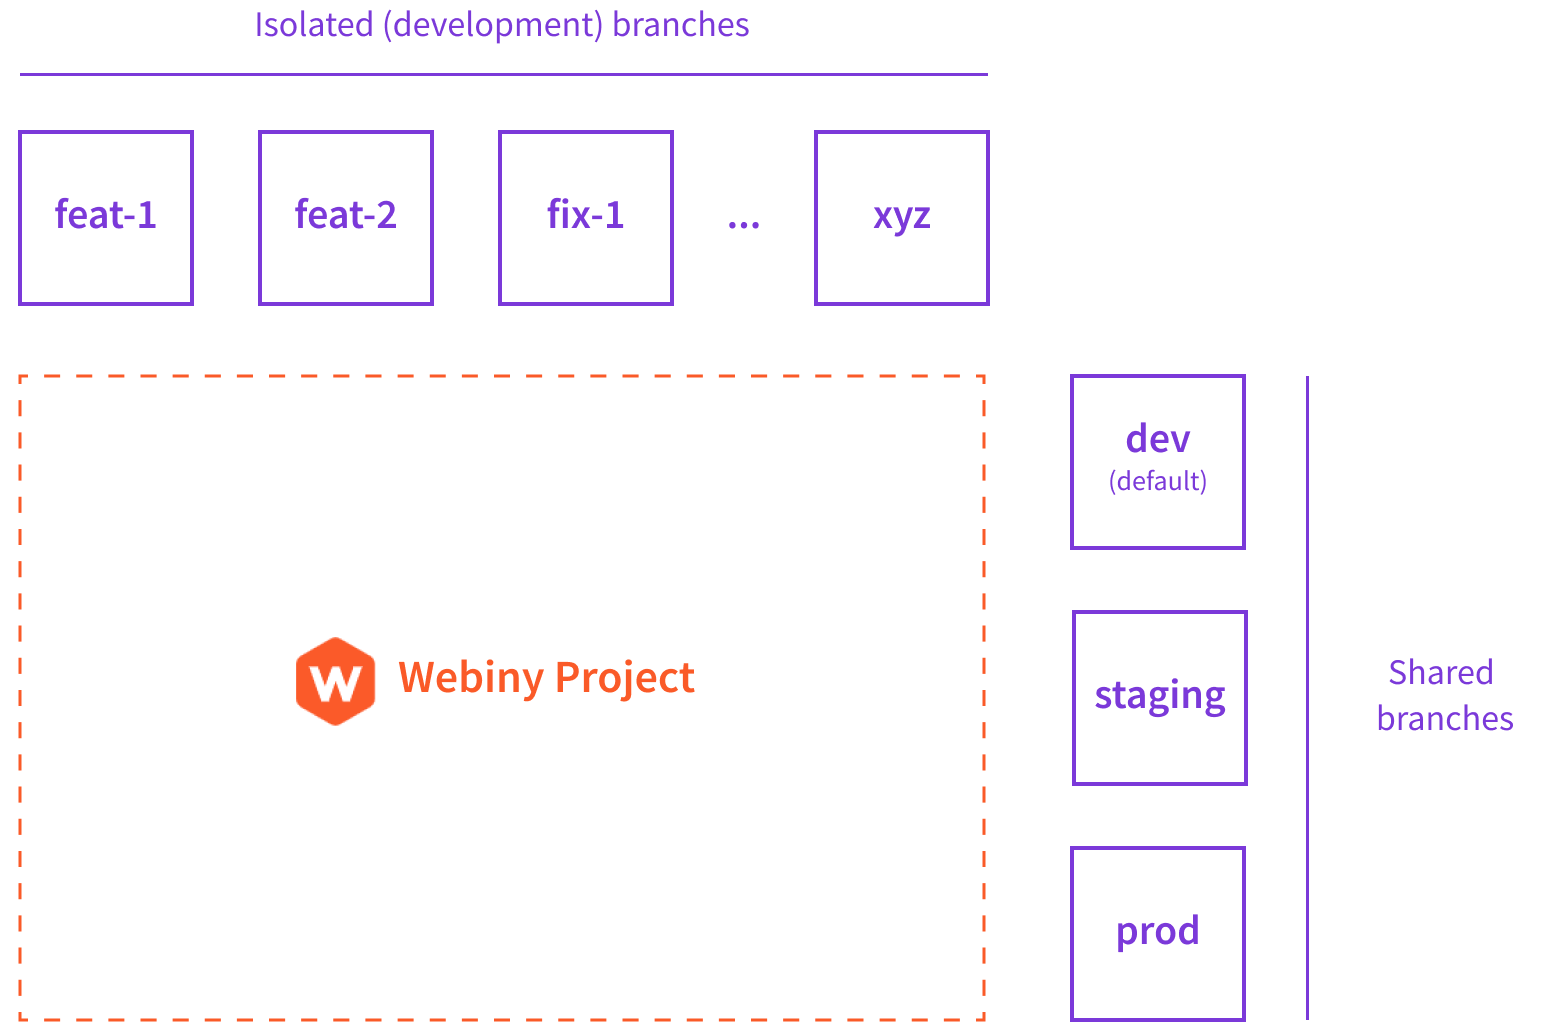 Isolated (development) branches
feat-1
feat-2
fix-1
...
xyz
dev
(default)
staging
prod
Shared
branches
W Webiny Project